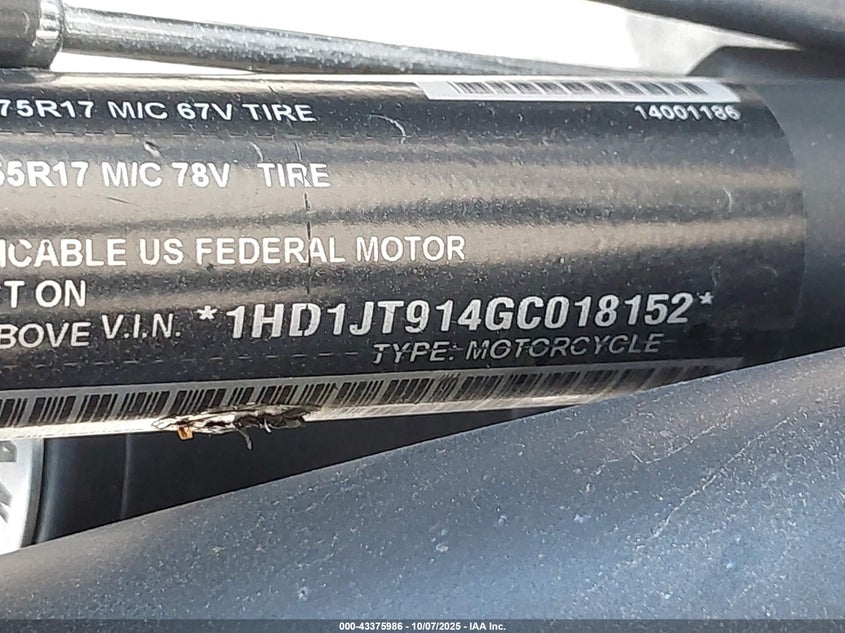 75R17 M/C 67V TIRE
14001186
55R17 M/C 78V TIRE
ICABLE US FEDERAL MOTOR
CT ON
BOVE V.I.N. *1HD1JT914GC018152*
TYPE: MOTORCYCLE
000-43375986 - 10/07/2025 - IAA Inc.